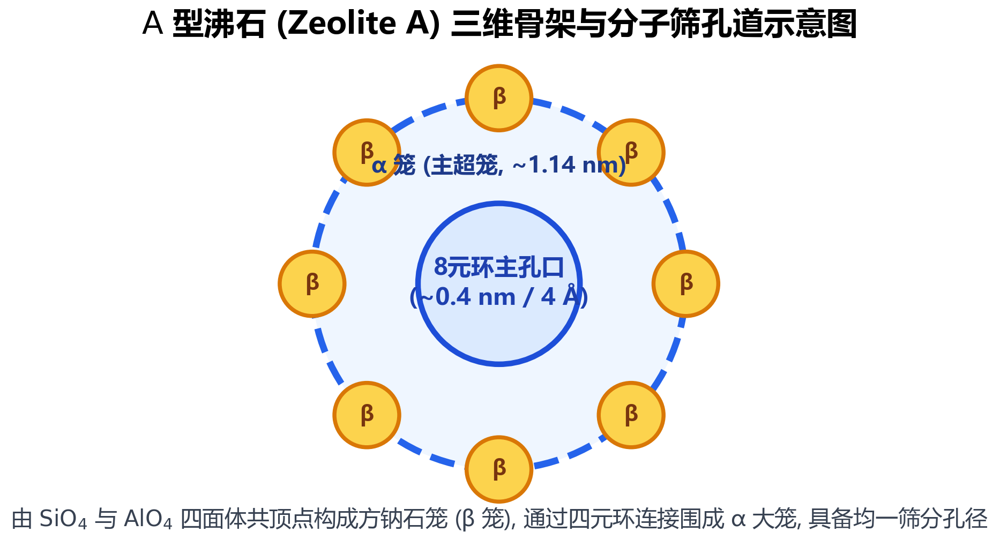 A 型沸石 (Zeolite A) 三维骨架与分子筛孔道示意图
β
β
β
α 笼 (主超笼, ~1.14 nm)
8元环主孔口
(~0.4 nm / 4 Å)
β
β
β
β
β
由 SiO₄ 与 AlO₄ 四面体共顶点构成方钠石笼 (β 笼), 通过四元环连接围成 α 大笼, 具备均一筛分孔径